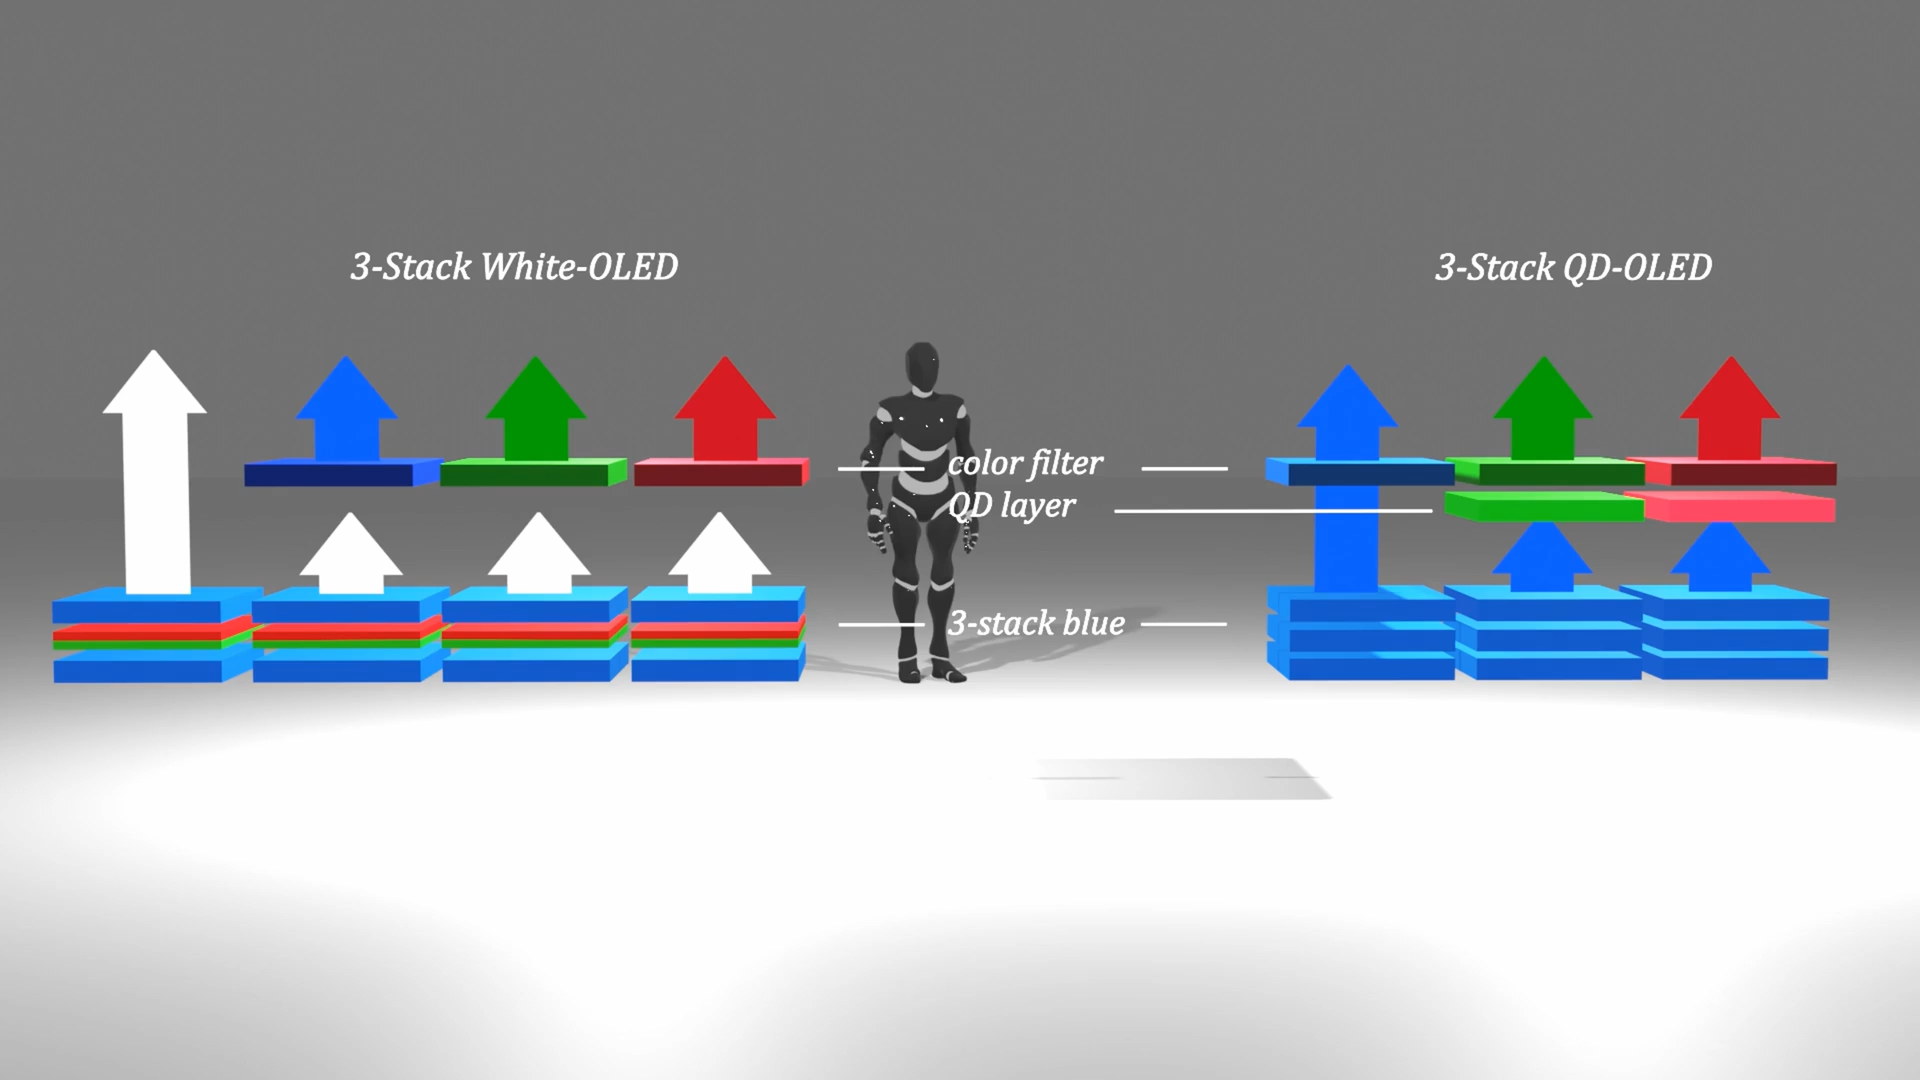 3-Stack White-OLED
3-Stack QD-OLED
color filter
QD layer
3-stack blue